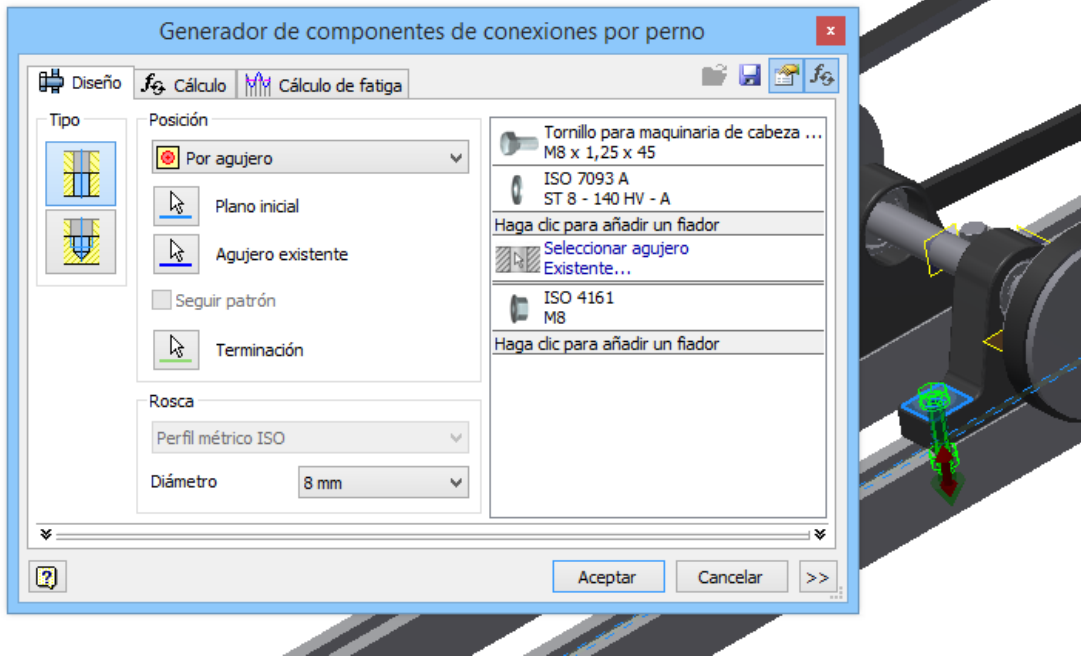 Generador de componentes de conexiones por perno
x
Diseño
Cálculo
Cálculo de fatiga
Tipo
Posición
Por agujero
Plano inicial
Agujero existente
Seguir patrón
Terminación
Rosca
Perfil métrico ISO
Diámetro
8 mm
Tornillo para maquinaria de cabeza ...
M8 x 1,25 x 45
ISO 7093 A
ST 8 - 140 HV - A
Haga clic para añadir un fiador
Seleccionar agujero
Existente...
ISO 4161
M8
Haga clic para añadir un fiador
?
Aceptar
Cancelar
>>